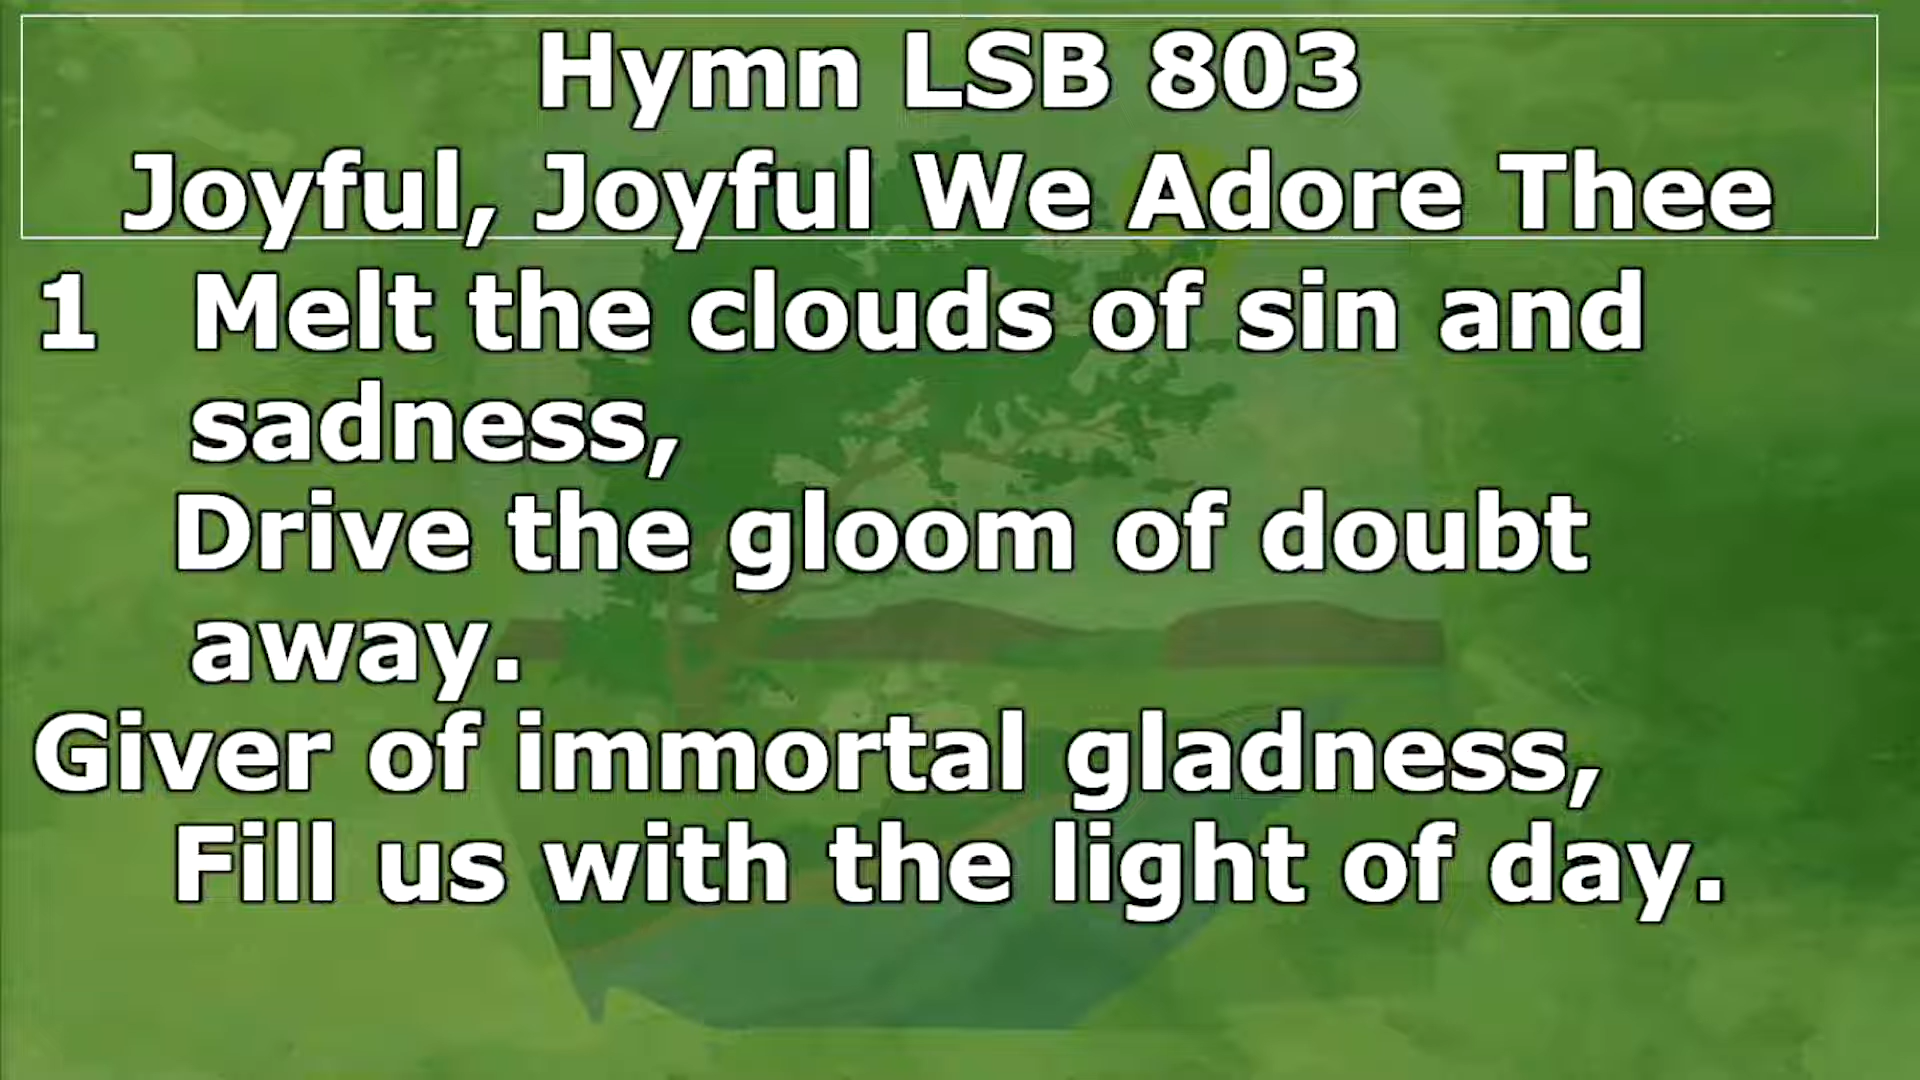 Hymn LSB 803
Joyful, Joyful We Adore Thee
1 Melt the clouds of sin and
sadness,
Drive the gloom of doubt
away.
Giver of immortal gladness,
Fill us with the light of day.